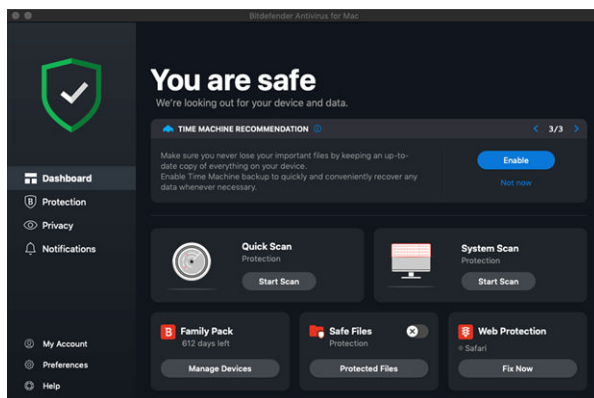 Bitdefender Antivirus for Mac
You are safe
We're looking out for your device and data.
TIME MACHINE RECOMMENDATION
3/3
Make sure you never lose your important files by keeping an up-to-
date copy of everything on your device.
Enable Time Machine backup to quickly and conveniently recover any
data whenever necessary.
Enable
Not now
Dashboard
Protection
Privacy
Notifications
Quick Scan
Protection
Start Scan
System Scan
Protection
Start Scan
B Family Pack
612 days left
Manage Devices
Safe Files
Protection
Protected Files
Web Protection
Safari
Fix Now
My Account
Preferences
Help